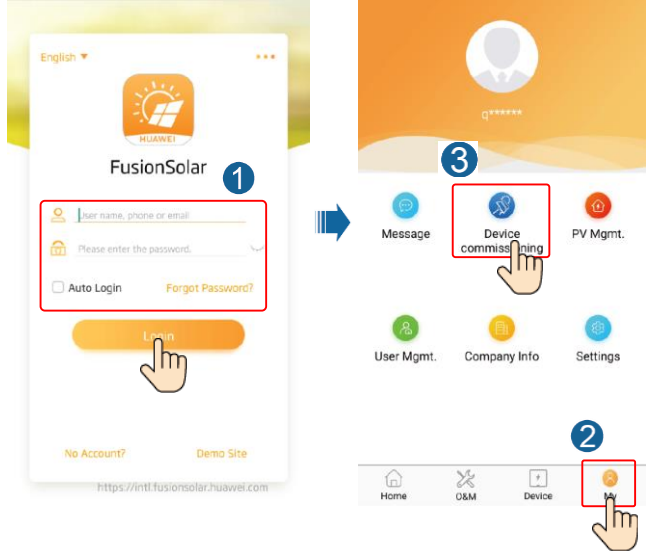 English ▼
HUAWEI
FusionSolar
1
User name, phone or email
Please enter the password.
Auto Login
Forgot Password?
Login
No Account?
Demo Site
https://intl.fusionsolar.huawei.com
q******
3
Message
Device commissioning
PV Mgmt.
User Mgmt.
Company Info
Settings
2
Home
O&M
Device
My